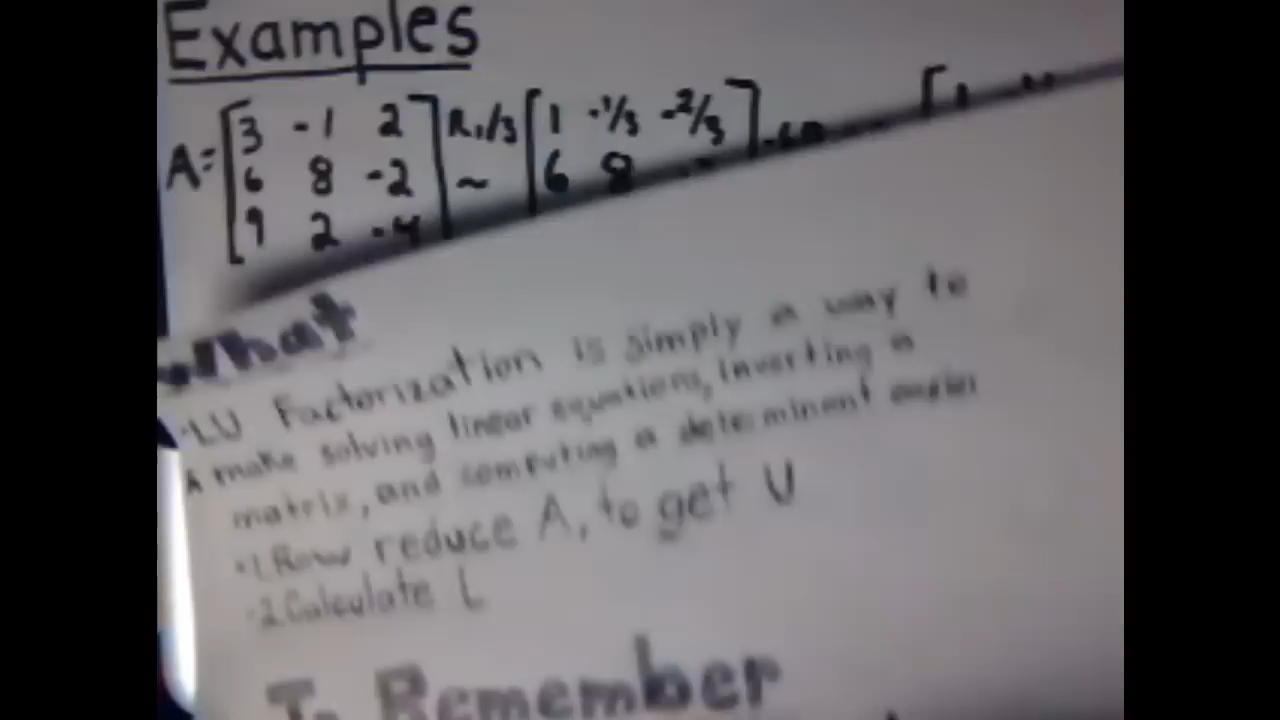 Examples
A= [3 -1 2] R₁/3 [1 -1/3 -2/3]
[6 8 -2] ~ [6 8
[9 2 -4]
What
·LU Factorization is simply a way to
make solving linear equations, inverting a
matrix, and computing a determinant easier
·1.Row reduce A, to get U
·2.Calculate L
To Remember